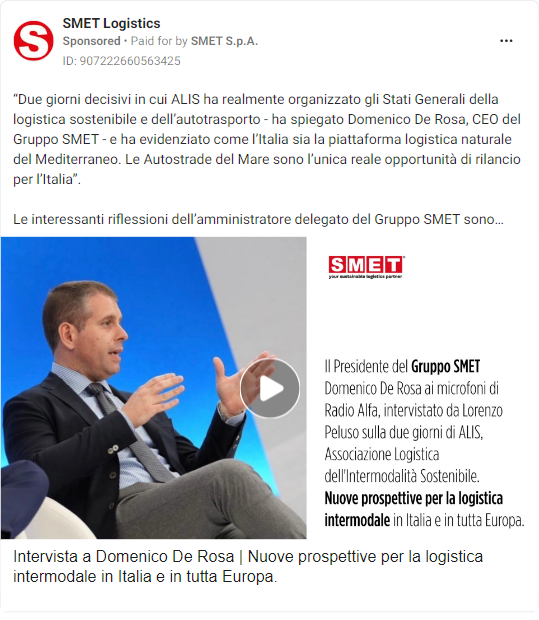 SMET Logistics
Sponsored • Paid for by SMET S.p.A.
ID: 907222660563425
“Due giorni decisivi in cui ALIS ha realmente organizzato gli Stati Generali della
logistica sostenibile e dell’autotrasporto - ha spiegato Domenico De Rosa, CEO del
Gruppo SMET - e ha evidenziato come l’Italia sia la piattaforma logistica naturale
del Mediterraneo. Le Autostrade del Mare sono l’unica reale opportunità di rilancio
per l’Italia”.
Le interessanti riflessioni dell’amministratore delegato del Gruppo SMET sono...
SMET
your sustainable logistics partner
Il Presidente del Gruppo SMET
Domenico De Rosa ai microfoni di
Radio Alfa, intervistato da Lorenzo
Peluso sulla due giorni di ALIS,
Associazione Logistica
dell'Intermodalità Sostenibile.
Nuove prospettive per la logistica
intermodale in Italia e in tutta Europa.
Intervista a Domenico De Rosa | Nuove prospettive per la logistica
intermodale in Italia e in tutta Europa.